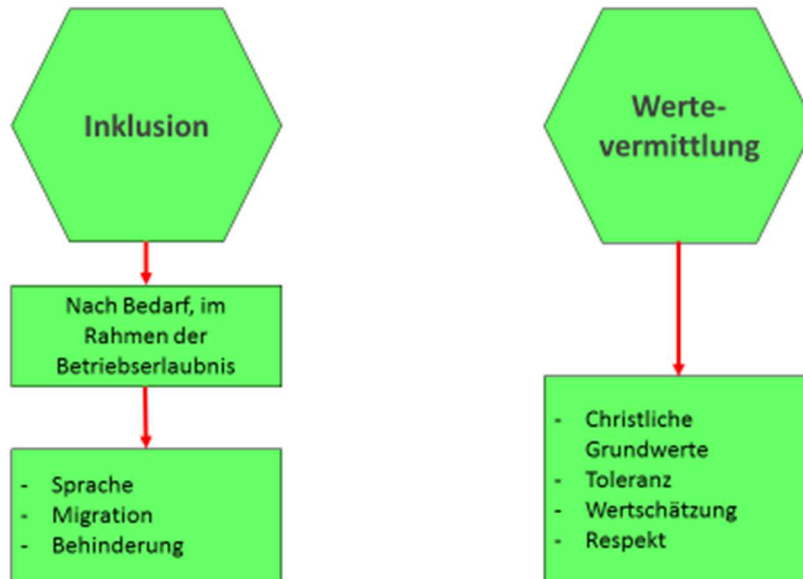 Inklusion
Nach Bedarf, im
Rahmen der
Betriebserlaubnis
- Sprache
- Migration
- Behinderung
Werte-
vermittlung
- Christliche
Grundwerte
- Toleranz
- Wertschätzung
- Respekt